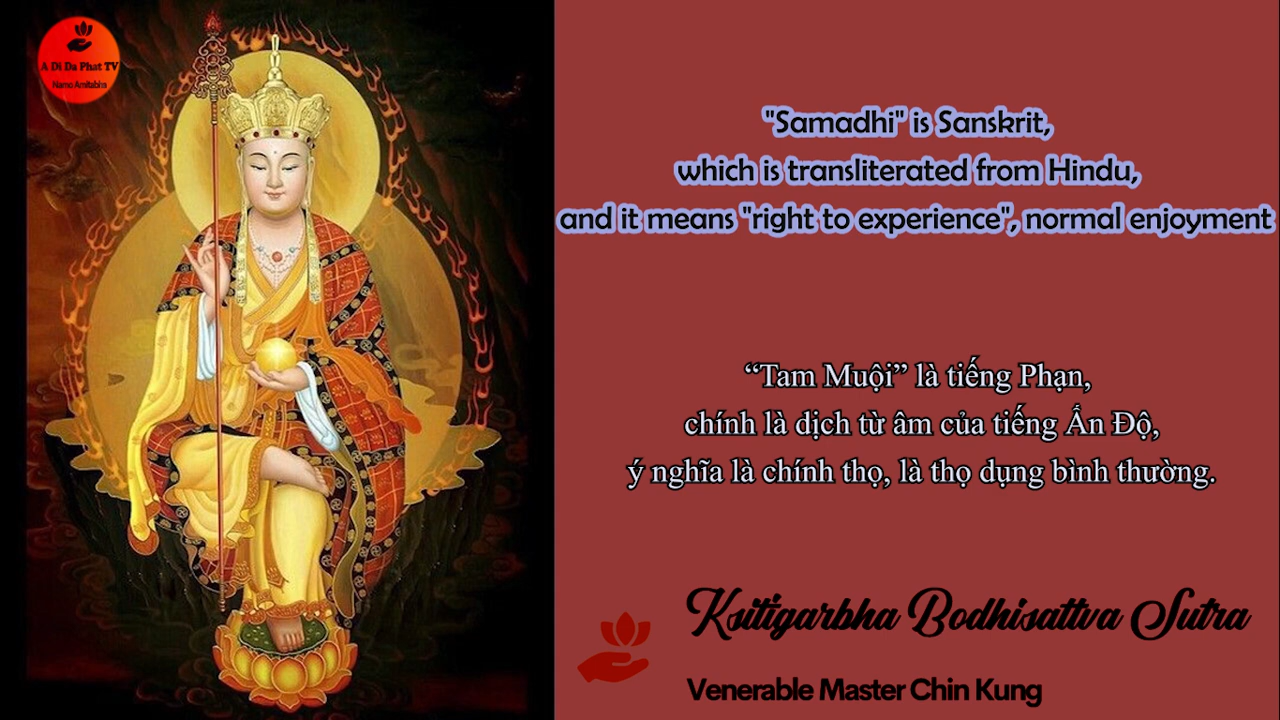 A Di Da Phat TV
Namo Amitabha
"Samadhi" is Sanskrit,
which is transliterated from Hindu,
and it means "right to experience", normal enjoyment
“Tam Muội” là tiếng Phạn,
chính là dịch từ âm của tiếng Ấn Độ,
ý nghĩa là chính thọ, là thọ dụng bình thường.
Ksitigarbha Bodhisattva Sutra
Venerable Master Chin Kung